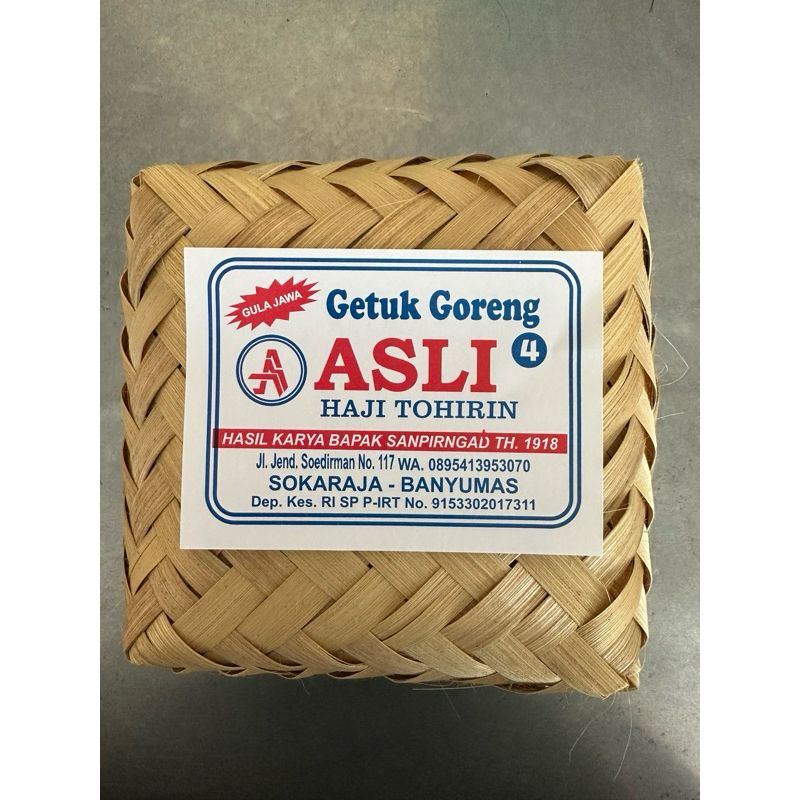 GULA JAWA
Getuk Goreng
ASLI 4
HAJI TOHIRIN
HASIL KARYA BAPAK SANPIRNGAD TH. 1918
Jl. Jend. Soedirman No. 117 WA. 0895413953070
SOKARAJA - BANYUMAS
Dep. Kes. RI SP P-IRT No. 9153302017311